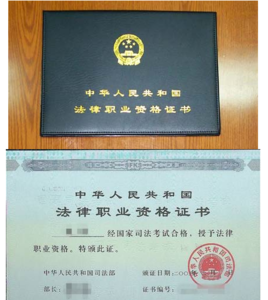 中华人民共和国
法律职业资格证书
中华人民共和国
法律职业资格证书
经国家司法考试合格，授予法律
职业资格。特颁此证。
中华人民共和国司法部
颁证日期：
部长：
证书编号：